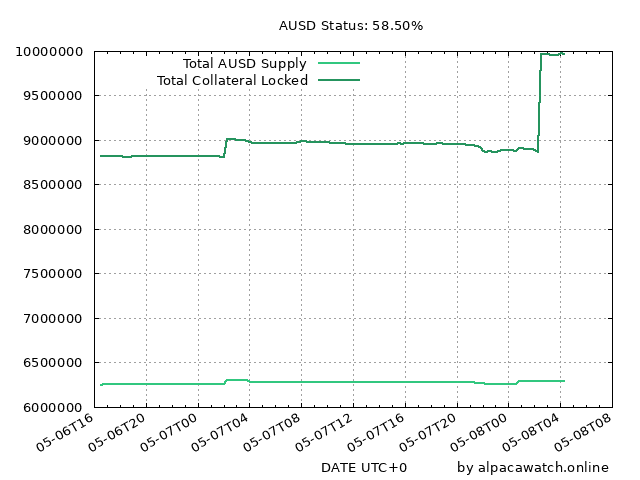 AUSD Status: 58.50%
Total AUSD Supply
Total Collateral Locked
10000000
9500000
9000000
8500000
8000000
7500000
7000000
6500000
6000000
05-06T16
05-06T20
05-07T00
05-07T04
05-07T08
05-07T12
05-07T16
05-07T20
05-08T00
05-08T04
05-08T08
DATE UTC+0
by alpacawatch.online